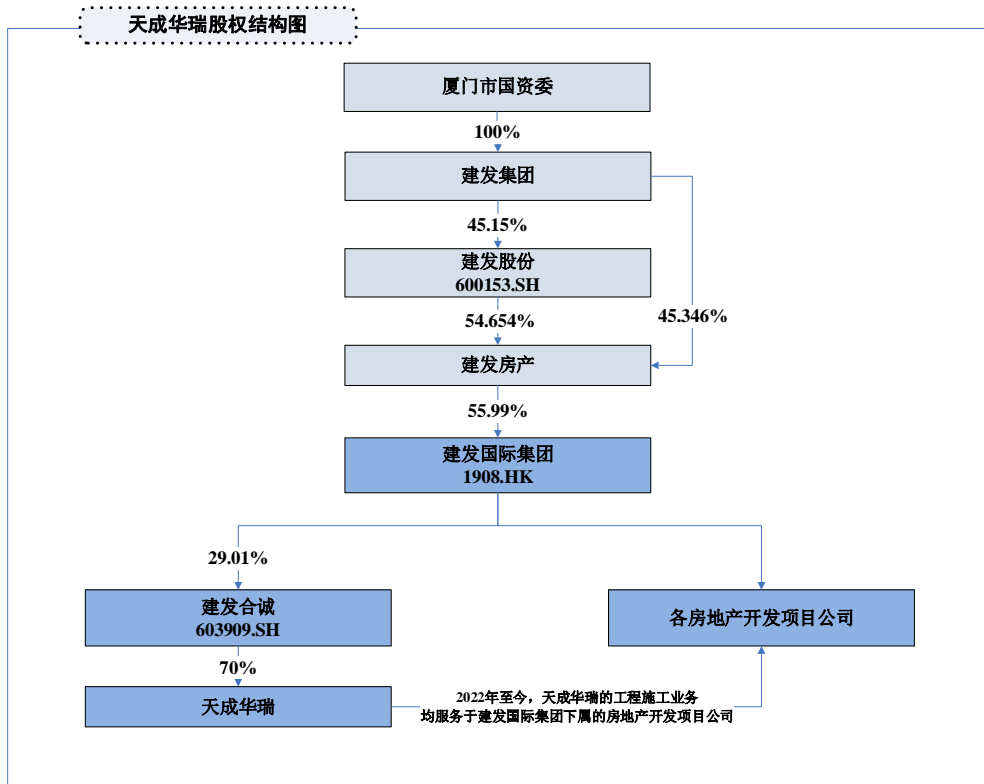 天成华瑞股权结构图
厦门市国资委
100%
建发集团
45.15%
建发股份
600153.SH
54.654%
45.346%
建发房产
55.99%
建发国际集团
1908.HK
29.01%
建发合诚
603909.SH
各房地产开发项目公司
70%
天成华瑞
2022年至今，天成华瑞的工程施工业务
均服务于建发国际集团下属的房地产开发项目公司